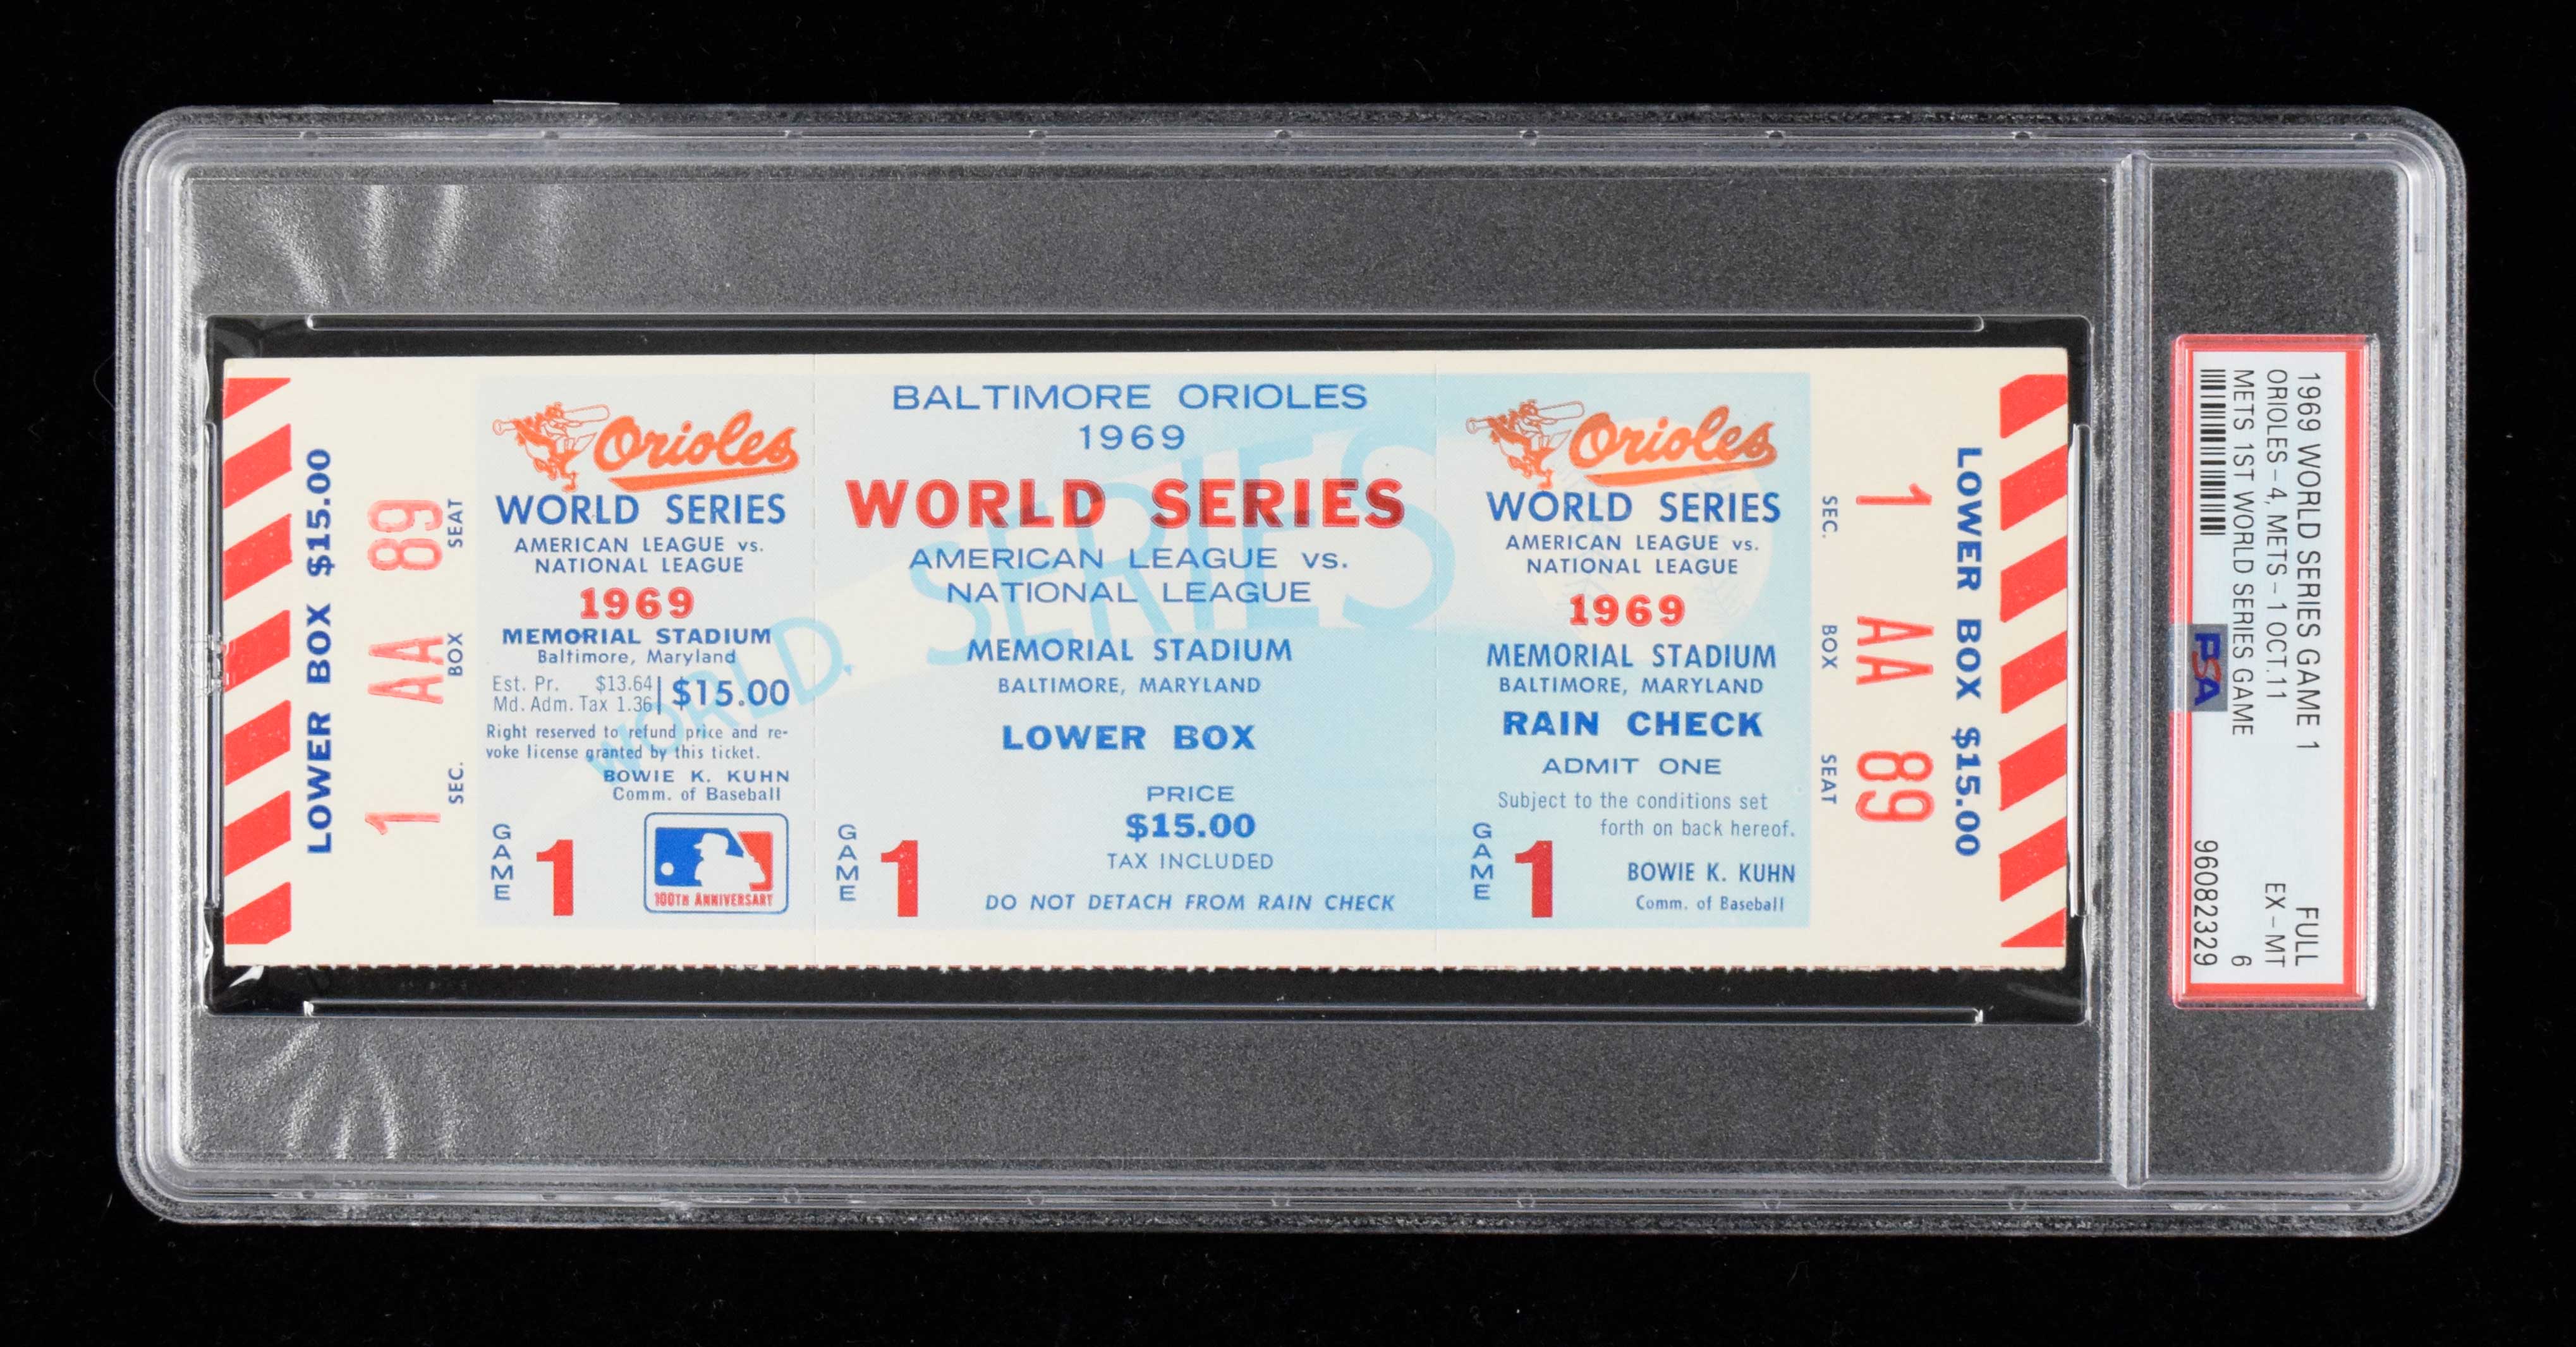 LOWER BOX $15.00
SEAT 89
BOX AA
SEC. 1
Orioles
WORLD SERIES
AMERICAN LEAGUE vs.
NATIONAL LEAGUE
1969
MEMORIAL STADIUM
Baltimore, Maryland
Est. Pr. $13.64
Md. Adm. Tax 1.36
$15.00
Right reserved to refund price and re-
voke license granted by this ticket.
BOWIE K. KUHN
Comm. of Baseball
GAME 1
100TH ANNIVERSARY
WORLD SERIES
BALTIMORE ORIOLES
1969
WORLD SERIES
AMERICAN LEAGUE vs.
NATIONAL LEAGUE
MEMORIAL STADIUM
BALTIMORE, MARYLAND
LOWER BOX
PRICE
$15.00
TAX INCLUDED
GAME 1
DO NOT DETACH FROM RAIN CHECK
Orioles
WORLD SERIES
AMERICAN LEAGUE vs.
NATIONAL LEAGUE
1969
MEMORIAL STADIUM
BALTIMORE, MARYLAND
RAIN CHECK
ADMIT ONE
Subject to the conditions set
forth on back hereof.
GAME 1
BOWIE K. KUHN
Comm. of Baseball
SEC. 1
BOX AA
SEAT 89
LOWER BOX $15.00
1969 WORLD SERIES GAME 1 FULL
ORIOLES-4, METS-1 OCT.11 EX-MT
METS 1ST WORLD SERIES GAME 6
PSA
96082329